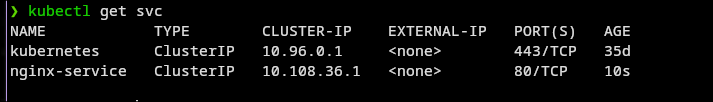 ❯ kubectl get svc
NAME            TYPE        CLUSTER-IP    EXTERNAL-IP   PORT(S)   AGE
kubernetes      ClusterIP   10.96.0.1     <none>        443/TCP   35d
nginx-service   ClusterIP   10.108.36.1   <none>        80/TCP    10s